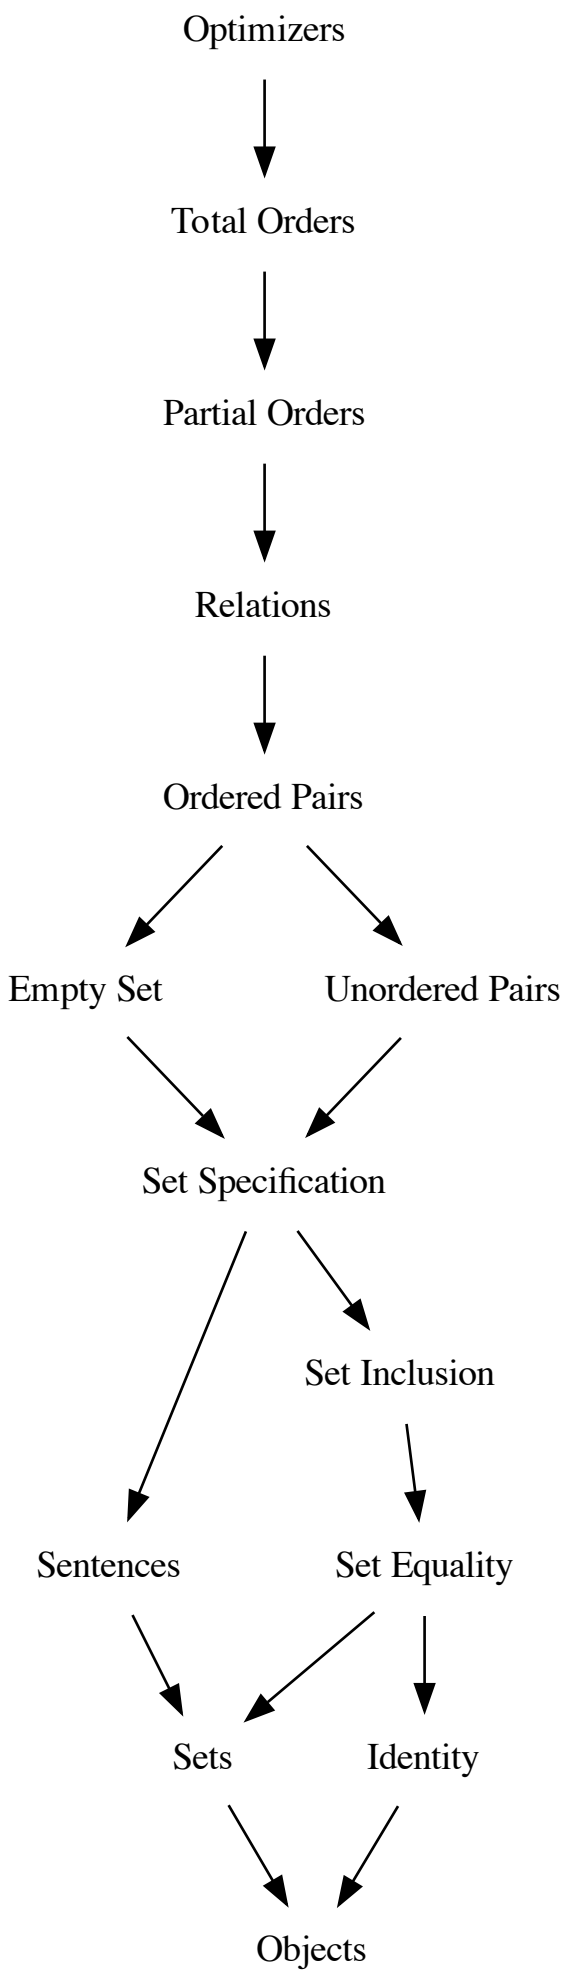 Optimizers
Total Orders
Partial Orders
Relations
Ordered Pairs
Empty Set
Unordered Pairs
Set Specification
Set Inclusion
Sentences
Set Equality
Sets
Identity
Objects